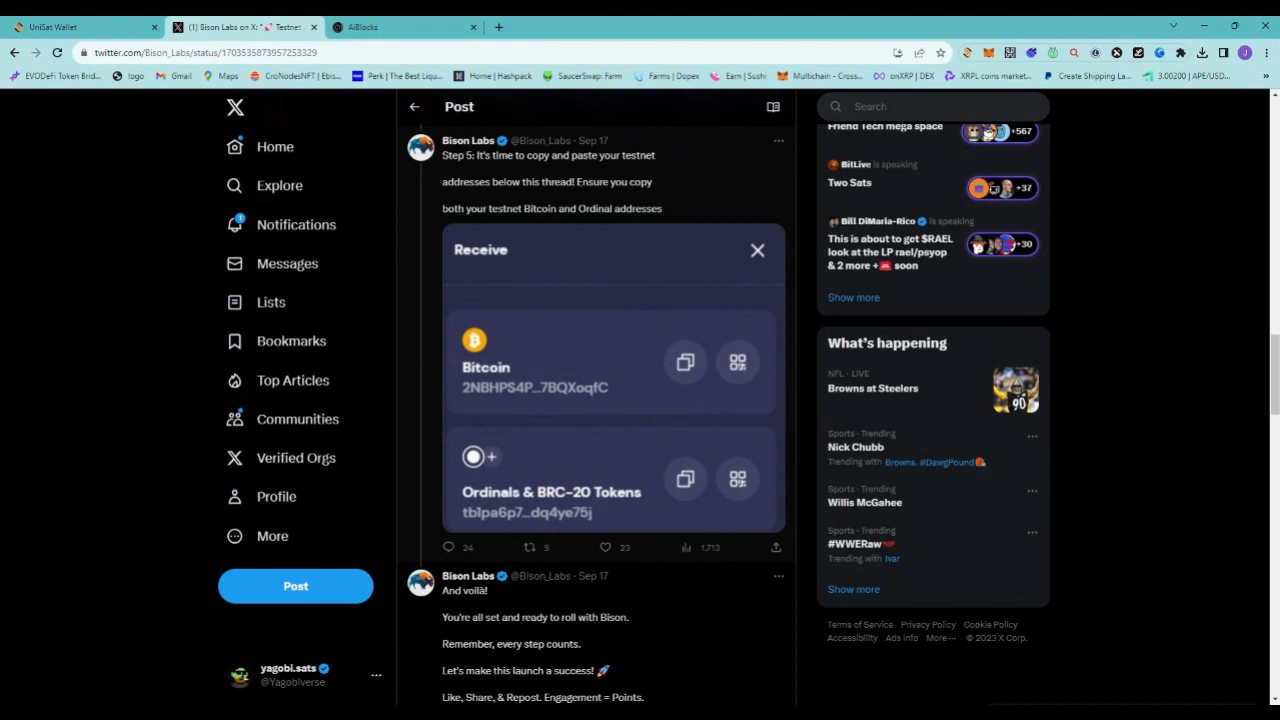 UniSat Wallet
(1) Bison Labs on X: "🚀 Testnet
AiBlocks
twitter.com/Bison_Labs/status/1703535873957253329
EVODeFi Token Brid...
logo
Gmail
Maps
CroNodesNFT | Ebis...
Perk | The Best Liqu...
Home | Hashpack
SaucerSwap: Farm
Farms | Dopex
Earn | Sushi
Multichain - Cross...
onXRP | DEX
XRPL coins market...
Create Shipping La...
3.00200 | APE/USD...
»
Home
Explore
Notifications
Messages
Lists
Bookmarks
Top Articles
Communities
Verified Orgs
Profile
More
Post
yagobi.sats
@Yagobiverse
Post
Bison Labs @Bison_Labs · Sep 17
Step 5: It's time to copy and paste your testnet
addresses below this thread! Ensure you copy
both your testnet Bitcoin and Ordinal addresses
Receive
Bitcoin
2NBHPS4P...7BQXoqfC
Ordinals & BRC-20 Tokens
tb1pa6p7...dq4ye75j
24
5
23
1,713
Bison Labs @Bison_Labs · Sep 17
And voilà!
You're all set and ready to roll with Bison.
Remember, every step counts.
Let's make this launch a success! 🚀
Like, Share, & Repost. Engagement = Points.
Search
Friend Tech mega space
+567
BitLive is speaking
Two Sats
+37
Bill DiMaria-Rico is speaking
This is about to get $RAEL
look at the LP rael/psyop
& 2 more + soon
+30
Show more
What's happening
NFL · LIVE
Browns at Steelers
90
Sports · Trending
Nick Chubb
Trending with Browns, #DawgPound
Sports · Trending
Willis McGahee
Sports · Trending
#WWERaw
Trending with Ivar
Show more
Terms of Service Privacy Policy Cookie Policy
Accessibility Ads info More ··· © 2023 X Corp.